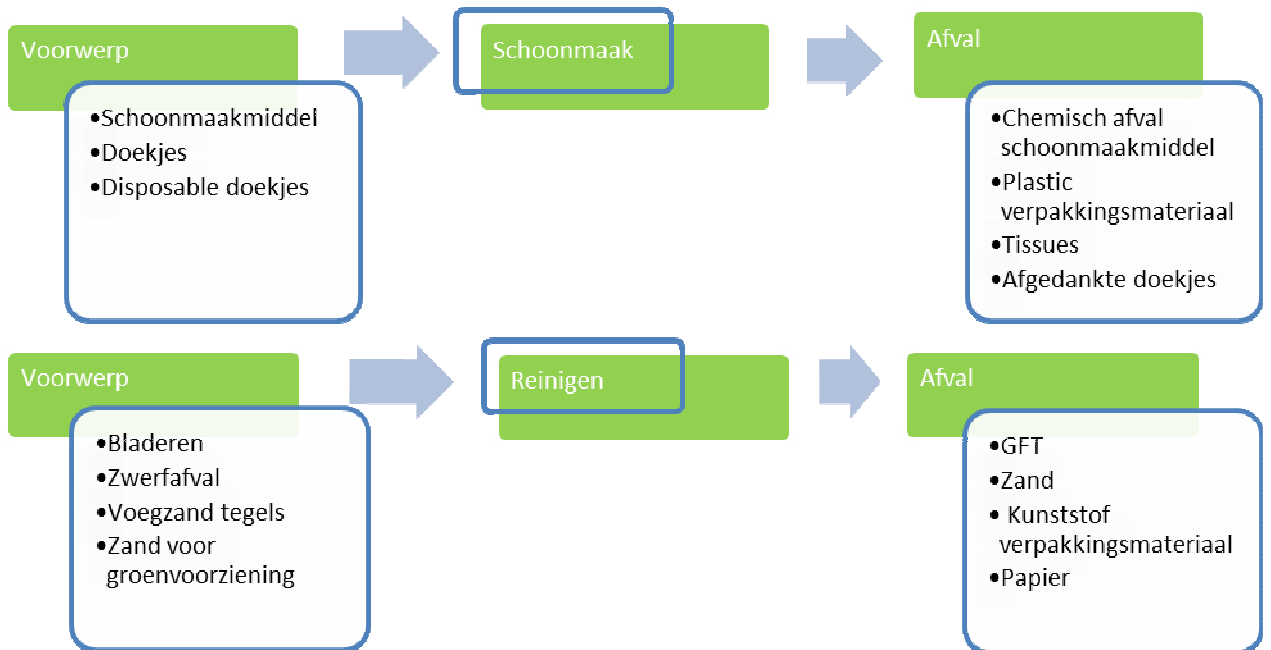 Voorwerp
•Schoonmaakmiddel
•Doekjes
•Disposable doekjes
Schoonmaak
Afval
•Chemisch afval
schoonmaakmiddel
•Plastic
verpakkingsmateriaal
•Tissues
•Afgedankte doekjes
Voorwerp
•Bladeren
•Zwerfafval
•Voegzand tegels
•Zand voor
groenvoorziening
Reinigen
Afval
•GFT
•Zand
• Kunststof
verpakkingsmateriaal
•Papier